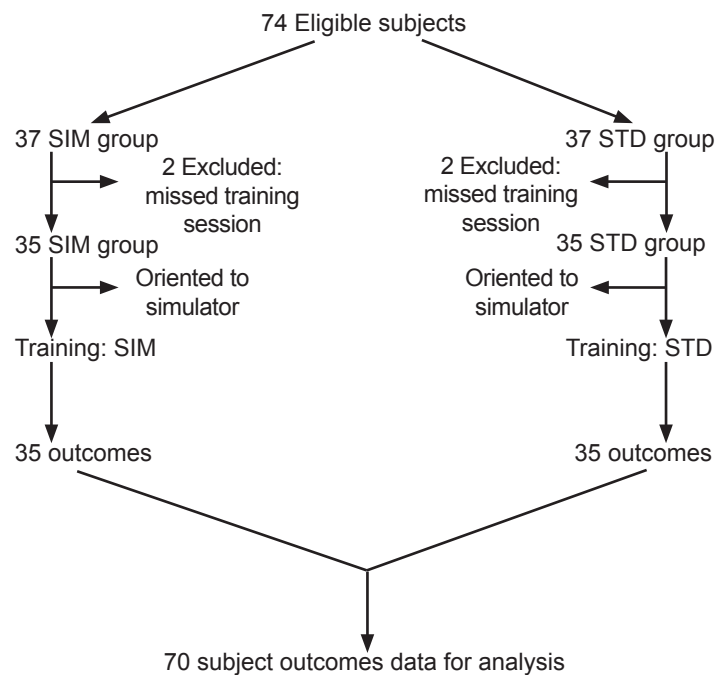 74 Eligible subjects
37 SIM group
2 Excluded:
missed training
session
35 SIM group
Oriented to
simulator
Training: SIM
35 outcomes
37 STD group
2 Excluded:
missed training
session
35 STD group
Oriented to
simulator
Training: STD
35 outcomes
70 subject outcomes data for analysis